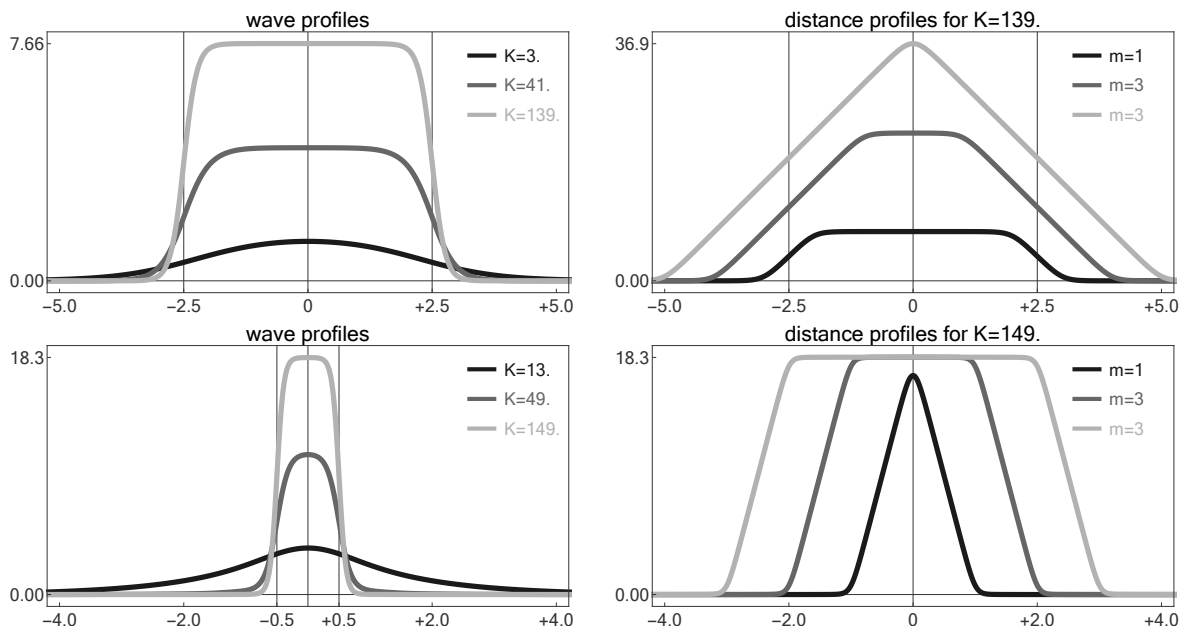 wave profiles
7.66
0.00
K=3.
K=41.
K=139.
−5.0 −2.5 0 +2.5 +5.0
distance profiles for K=139.
36.9
0.00
m=1
m=3
m=3
−5.0 −2.5 0 +2.5 +5.0
wave profiles
18.3
0.00
K=13.
K=49.
K=149.
−4.0 −2.0 −0.5 +0.5 +2.0 +4.0
distance profiles for K=149.
18.3
0.00
m=1
m=3
m=3
−4.0 −2.0 0 +2.0 +4.0